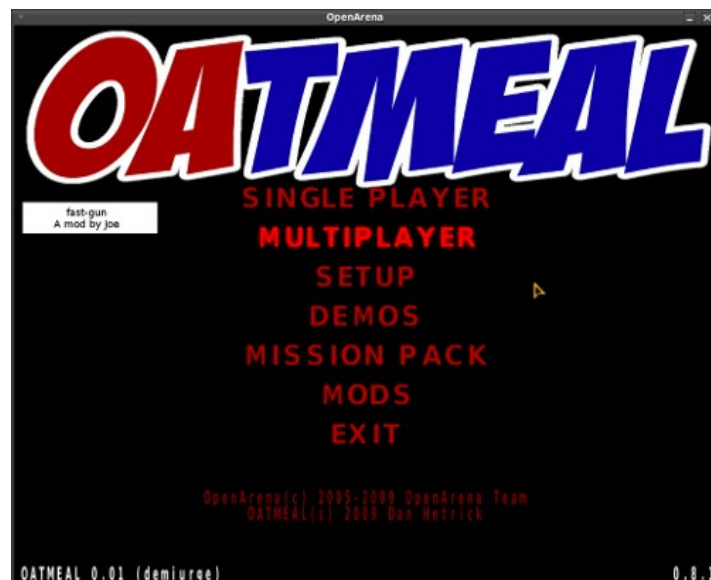 OpenArena
OATMEAL
SINGLE PLAYER
fast-gun
A mod by Joe
MULTIPLAYER
SETUP
DEMOS
MISSION PACK
MODS
EXIT
OpenArena(c) 2005-2009 OpenArena Team
OATMEAL(c) 2009 Dan Hetrick
OATMEAL 0.01 (demiurge)